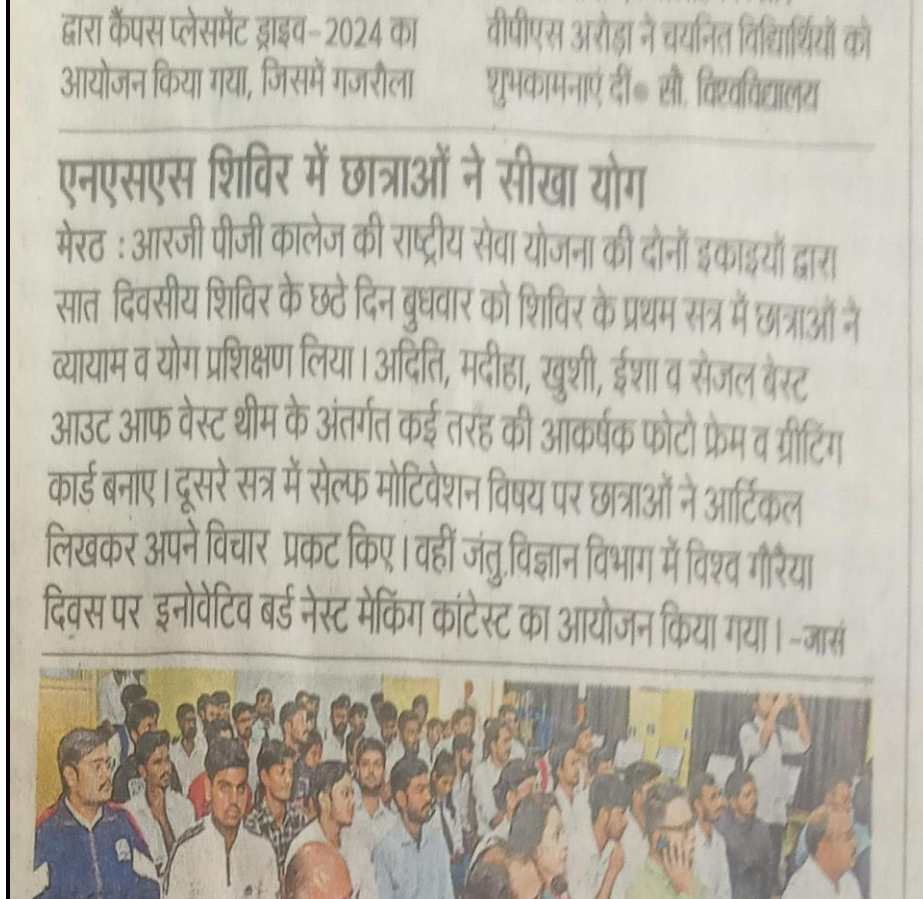 द्वारा कैंपस प्लेसमेंट ड्राइव-2024 का
आयोजन किया गया, जिसमें गजरौला
वीपीएस अरोड़ा ने चयनित विद्यार्थियों को
शुभकामनाएं दीं● सौ. विश्वविद्यालय
एनएसएस शिविर में छात्राओं ने सीखा योग
मेरठ : आरजी पीजी कालेज की राष्ट्रीय सेवा योजना की दोनों इकाइयों द्वारा
सात दिवसीय शिविर के छठे दिन बुधवार को शिविर के प्रथम सत्र में छात्राओं ने
व्यायाम व योग प्रशिक्षण लिया। अदिति, मदीहा, खुशी, ईशा व सेजल बेस्ट
आउट आफ वेस्ट थीम के अंतर्गत कई तरह की आकर्षक फोटो फ्रेम व ग्रीटिंग
कार्ड बनाए। दूसरे सत्र में सेल्फ मोटिवेशन विषय पर छात्राओं ने आर्टिकल
लिखकर अपने विचार प्रकट किए। वहीं जंतु विज्ञान विभाग में विश्व गौरैया
दिवस पर इनोवेटिव बर्ड नेस्ट मेकिंग कांटेस्ट का आयोजन किया गया। -जासं